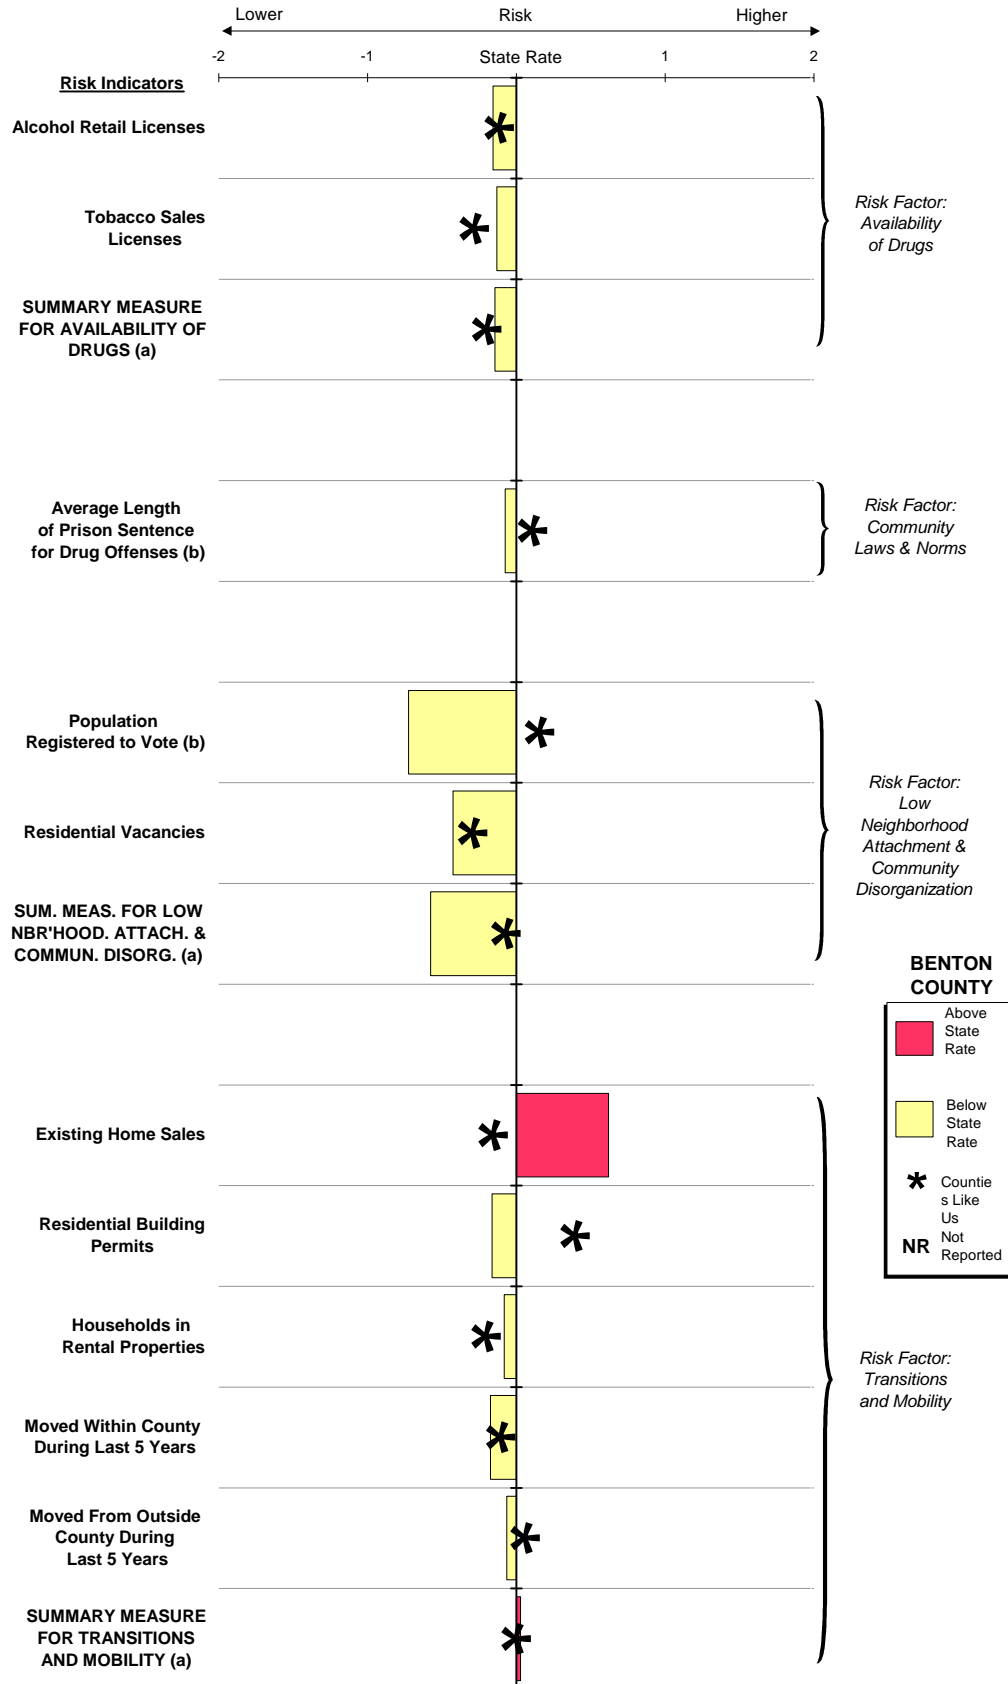 Lower Risk Higher
-2 -1 State Rate 1 2
Risk Indicators
Alcohol Retail Licenses
Tobacco Sales
Licenses
SUMMARY MEASURE
FOR AVAILABILITY OF
DRUGS (a)
Risk Factor:
Availability
of Drugs
Average Length
of Prison Sentence
for Drug Offenses (b)
Risk Factor:
Community
Laws & Norms
Population
Registered to Vote (b)
Residential Vacancies
SUM. MEAS. FOR LOW
NBR'HOOD. ATTACH. &
COMMUN. DISORG. (a)
Risk Factor:
Low
Neighborhood
Attachment &
Community
Disorganization
BENTON
COUNTY
Above
State
Rate
Below
State
Rate
* Countie
s Like
Us
NR Not
Reported
Existing Home Sales
Residential Building
Permits
Households in
Rental Properties
Moved Within County
During Last 5 Years
Moved From Outside
County During
Last 5 Years
SUMMARY MEASURE
FOR TRANSITIONS
AND MOBILITY (a)
Risk Factor:
Transitions
and Mobility